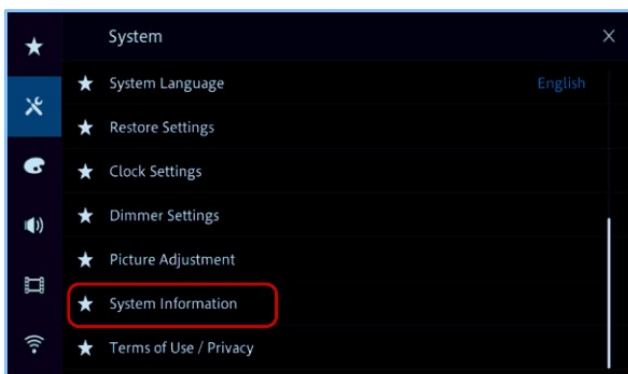 System
System Language English
Restore Settings
Clock Settings
Dimmer Settings
Picture Adjustment
System Information
Terms of Use / Privacy